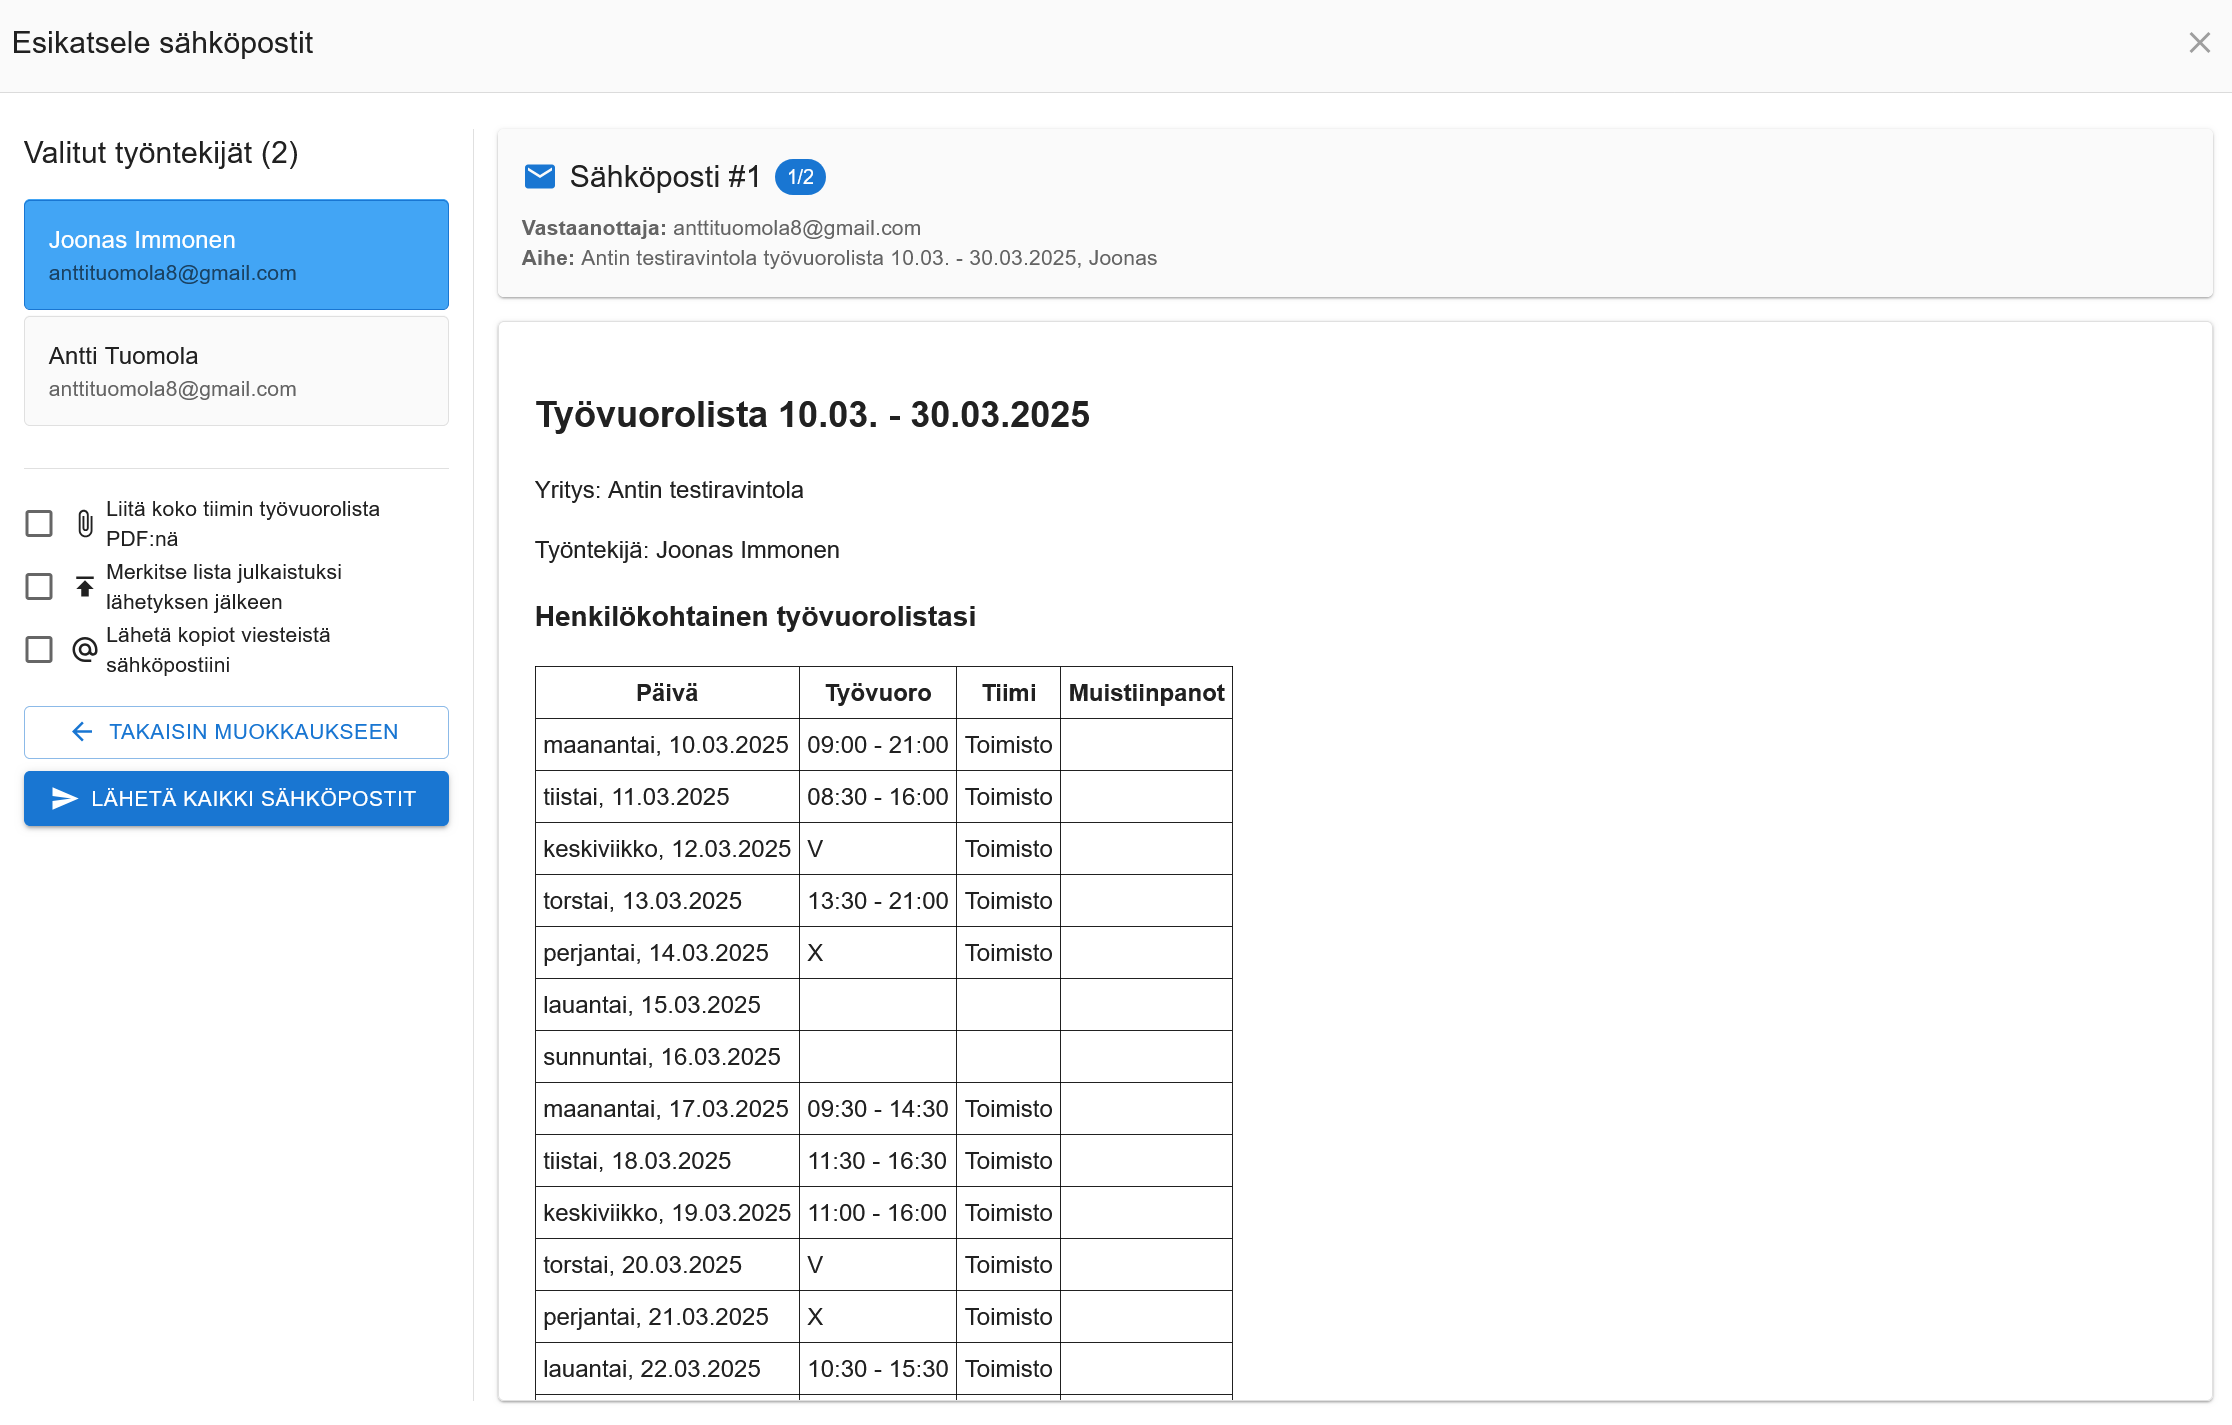 Esikatsele sähköpostit
Valitut työntekijät (2)
Joonas Immonen
anttituomola8@gmail.com
Antti Tuomola
anttituomola8@gmail.com
Liitä koko tiimin työvuorolista
PDF:nä
Merkitse lista julkaistuksi
lähetyksen jälkeen
Lähetä kopiot viesteistä
sähköpostiini
TAKAISIN MUOKKAUKSEEN
LÄHETÄ KAIKKI SÄHKÖPOSTIT
Sähköposti #1 1/2
Vastaanottaja: anttituomola8@gmail.com
Aihe: Antin testiravintola työvuorolista 10.03. - 30.03.2025, Joonas
Työvuorolista 10.03. - 30.03.2025
Yritys: Antin testiravintola
Työntekijä: Joonas Immonen
Henkilökohtainen työvuorolistasi
Päivä Työvuoro Tiimi Muistiinpanot
maanantai, 10.03.2025 09:00 - 21:00 Toimisto
tiistai, 11.03.2025 08:30 - 16:00 Toimisto
keskiviikko, 12.03.2025 V Toimisto
torstai, 13.03.2025 13:30 - 21:00 Toimisto
perjantai, 14.03.2025 X Toimisto
lauantai, 15.03.2025
sunnuntai, 16.03.2025
maanantai, 17.03.2025 09:30 - 14:30 Toimisto
tiistai, 18.03.2025 11:30 - 16:30 Toimisto
keskiviikko, 19.03.2025 11:00 - 16:00 Toimisto
torstai, 20.03.2025 V Toimisto
perjantai, 21.03.2025 X Toimisto
lauantai, 22.03.2025 10:30 - 15:30 Toimisto